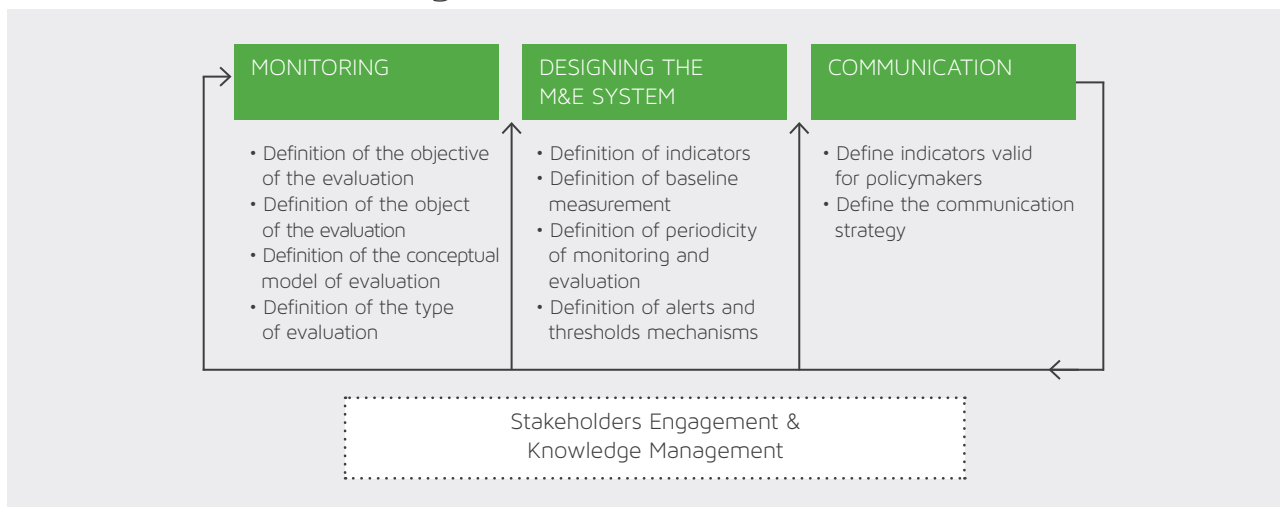 MONITORING
• Definition of the objective
of the evaluation
• Definition of the object
of the evaluation
• Definition of the conceptual
model of evaluation
• Definition of the type
of evaluation
DESIGNING THE
M&E SYSTEM
• Definition of indicators
• Definition of baseline
measurement
• Definition of periodicity
of monitoring and
evaluation
• Definition of alerts and
thresholds mechanisms
COMMUNICATION
• Define indicators valid
for policymakers
• Define the communication
strategy
Stakeholders Engagement &
Knowledge Management